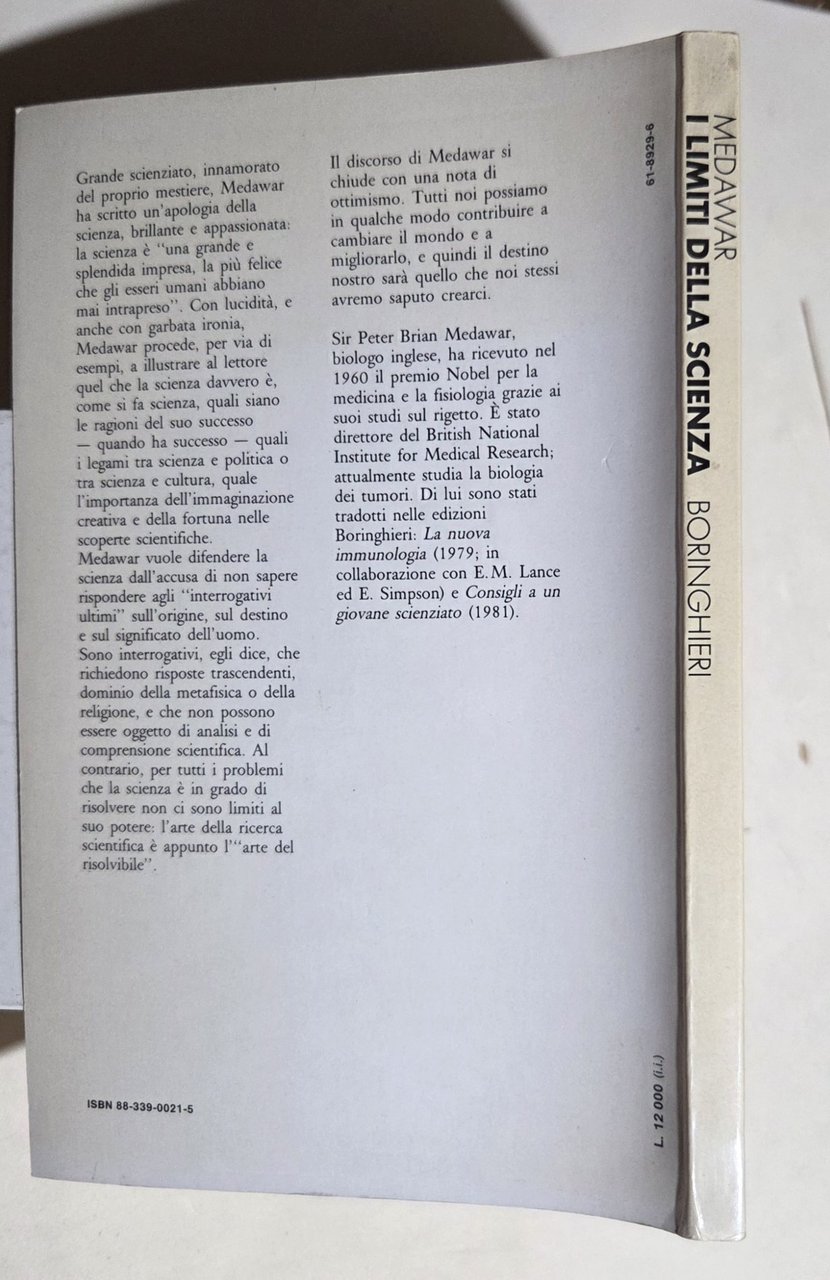 Grande scienziato, innamorato
del proprio mestiere, Medawar
ha scritto un'apologia della
scienza, brillante e appassionata:
la scienza è “una grande e
splendida impresa, la più felice
che gli esseri umani abbiano
mai intrapreso”. Con lucidità, e
anche con garbata ironia,
Medawar procede, per via di
esempi, a illustrare al lettore
quel che la scienza davvero è,
come si fa scienza, quali siano
le ragioni del suo successo
— quando ha successo — quali
i legami tra scienza e politica o
tra scienza e cultura, quale
l'importanza dell'immaginazione
creativa e della fortuna nelle
scoperte scientifiche.
Medawar vuole difendere la
scienza dall'accusa di non sapere
rispondere agli “interrogativi
ultimi” sull'origine, sul destino
e sul significato dell'uomo.
Sono interrogativi, egli dice, che
richiedono risposte trascendenti,
dominio della metafisica o della
religione, e che non possono
essere oggetto di analisi e di
comprensione scientifica. Al
contrario, per tutti i problemi
che la scienza è in grado di
risolvere non ci sono limiti al
suo potere: l'arte della ricerca
scientifica è appunto l'“arte del
risolvibile”.
Il discorso di Medawar si
chiude con una nota di
ottimismo. Tutti noi possiamo
in qualche modo contribuire a
cambiare il mondo e a
migliorarlo, e quindi il destino
nostro sarà quello che noi stessi
avremo saputo crearci.
Sir Peter Brian Medawar,
biologo inglese, ha ricevuto nel
1960 il premio Nobel per la
medicina e la fisiologia grazie ai
suoi studi sul rigetto. È stato
direttore del British National
Institute for Medical Research;
attualmente studia la biologia
dei tumori. Di lui sono stati
tradotti nelle edizioni
Boringhieri: La nuova
immunologia (1979; in
collaborazione con E.M. Lance
ed E. Simpson) e Consigli a un
giovane scienziato (1981).
ISBN 88-339-0021-5
61-8929-6
L. 12 000 (i.i.)
MEDAWAR
I LIMITI DELLA SCIENZA BORINGHIERI